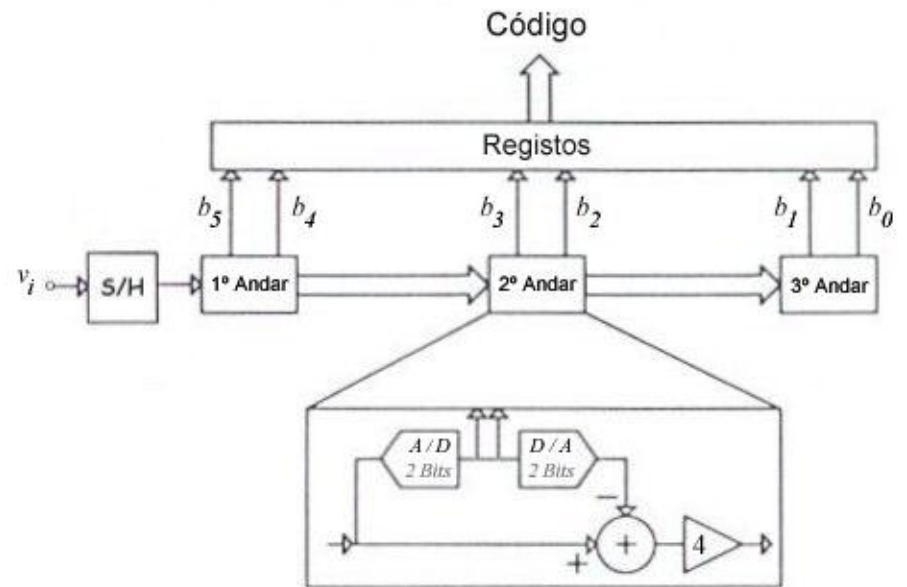 Código
Registos
b5 b4 b3 b2 b1 b0
vi S/H 1º Andar 2º Andar 3º Andar
A/D D/A
2 Bits 2 Bits
− 
+ + 4